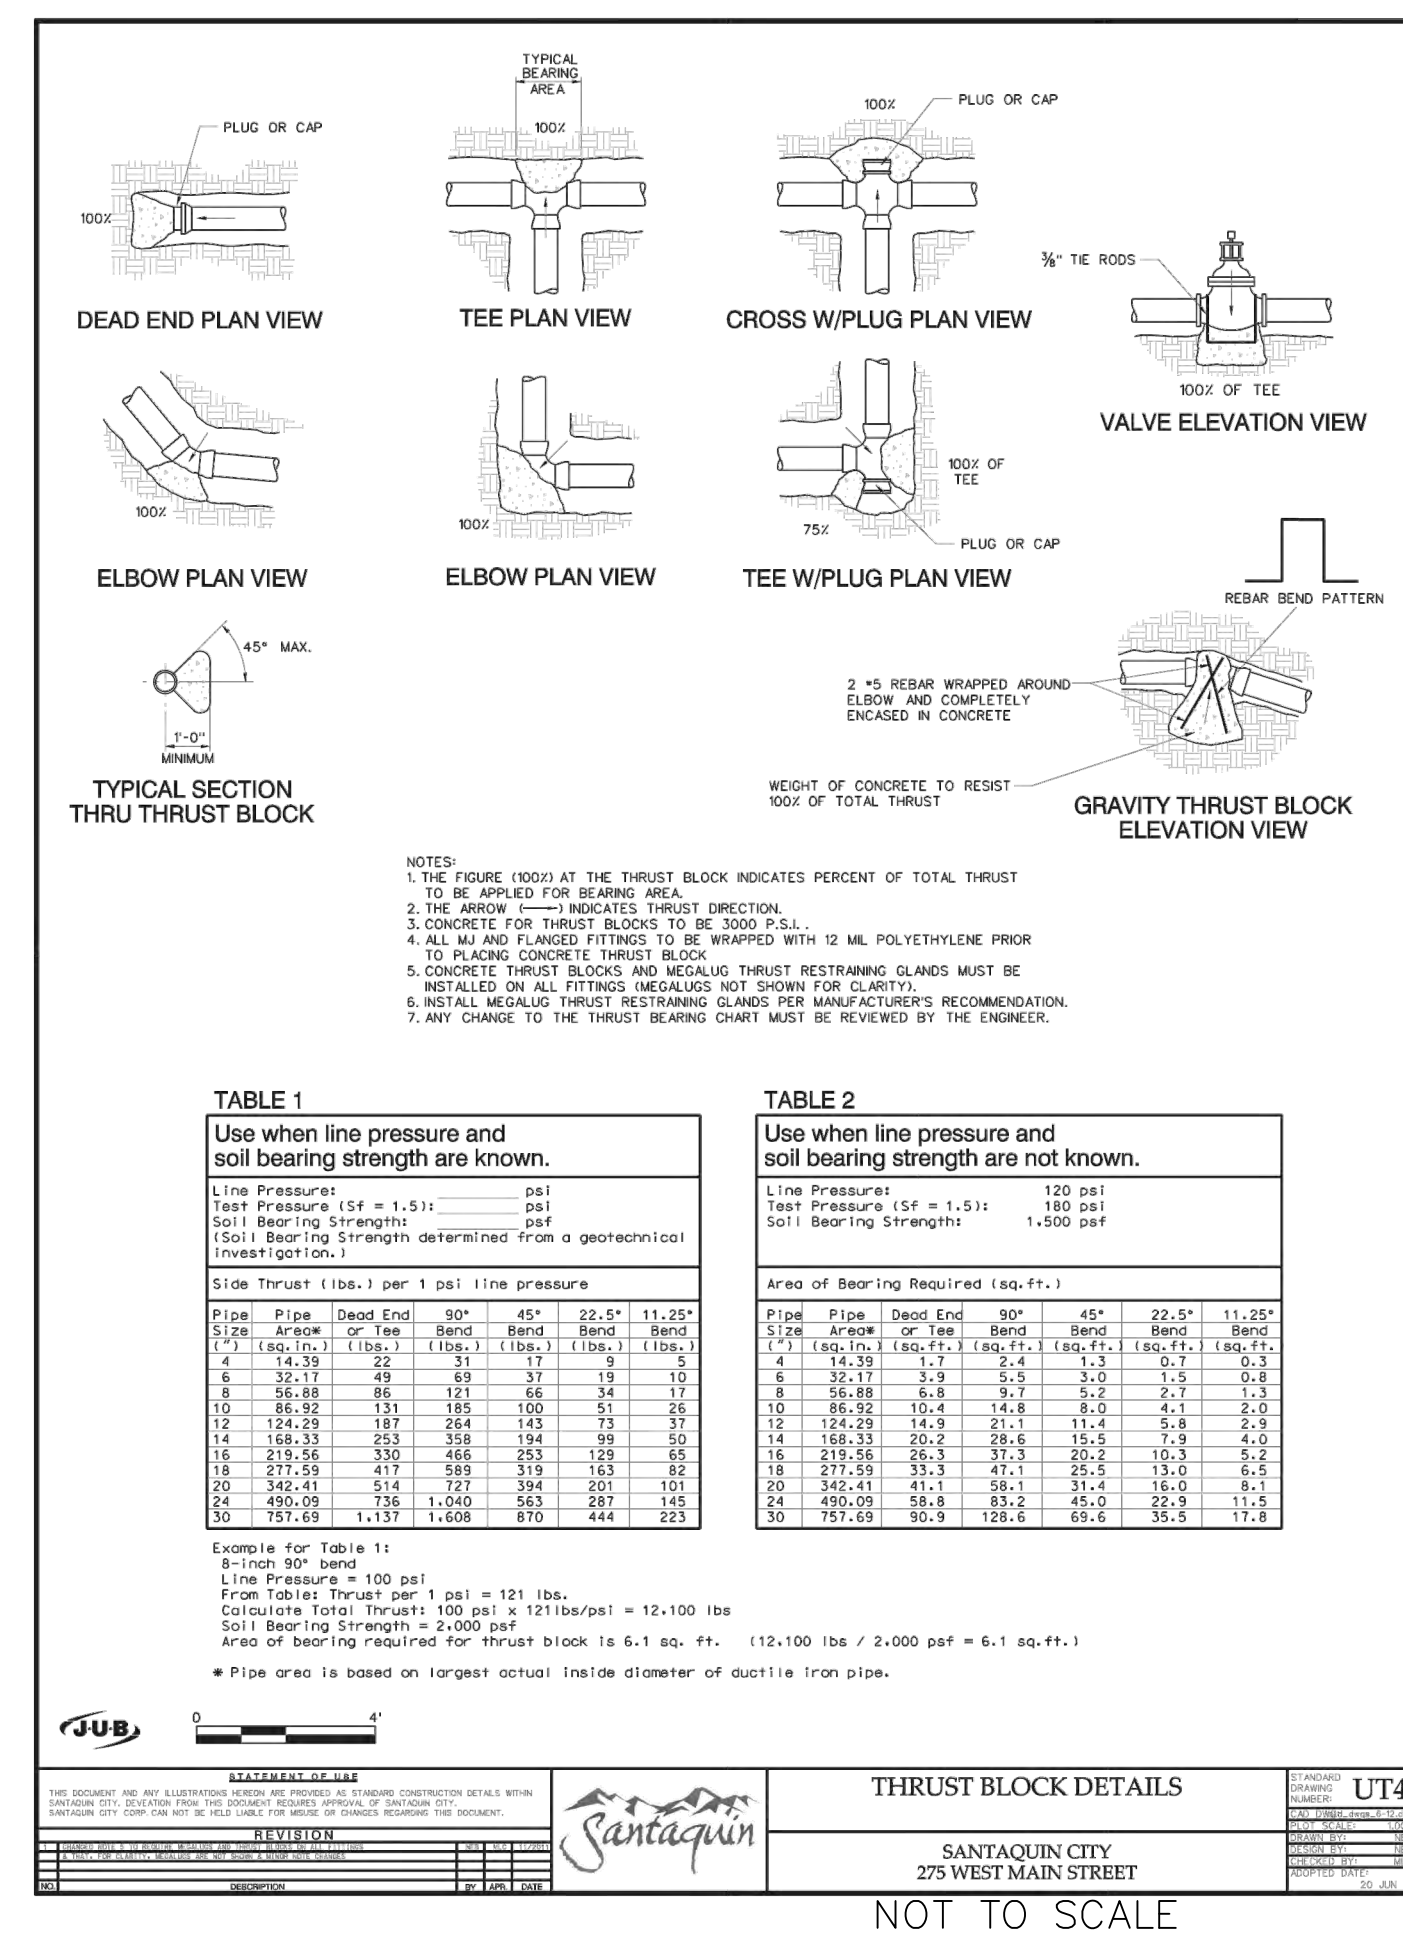 TYPICAL
BEARING
AREA
100%
PLUG OR CAP
100%
DEAD END PLAN VIEW
TEE PLAN VIEW
100%
PLUG OR CAP
CROSS W/PLUG PLAN VIEW
⅜" TIE RODS
100% OF TEE
VALVE ELEVATION VIEW
100%
ELBOW PLAN VIEW
100%
ELBOW PLAN VIEW
100% OF
TEE
75%
PLUG OR CAP
TEE W/PLUG PLAN VIEW
REBAR BEND PATTERN
45° MAX.
1'-0"
MINIMUM
TYPICAL SECTION
THRU THRUST BLOCK
2 #5 REBAR WRAPPED AROUND
ELBOW AND COMPLETELY
ENCASED IN CONCRETE
WEIGHT OF CONCRETE TO RESIST
100% OF TOTAL THRUST
GRAVITY THRUST BLOCK
ELEVATION VIEW
NOTES:
1. THE FIGURE (100%) AT THE THRUST BLOCK INDICATES PERCENT OF TOTAL THRUST
TO BE APPLIED FOR BEARING AREA.
2. THE ARROW (——) INDICATES THRUST DIRECTION.
3. CONCRETE FOR THRUST BLOCKS TO BE 3000 P.S.I. .
4. ALL MJ AND FLANGED FITTINGS TO BE WRAPPED WITH 12 MIL POLYETHYLENE PRIOR
TO PLACING CONCRETE THRUST BLOCK
5. CONCRETE THRUST BLOCKS AND MEGALUG THRUST RESTRAINING GLANDS MUST BE
INSTALLED ON ALL FITTINGS (MEGALUGS NOT SHOWN FOR CLARITY).
6. INSTALL MEGALUG THRUST RESTRAINING GLANDS PER MANUFACTURER'S RECOMMENDATION.
7. ANY CHANGE TO THE THRUST BEARING CHART MUST BE REVIEWED BY THE ENGINEER.
TABLE 1
Use when line pressure and
soil bearing strength are known.
Line Pressure: ________ psi
Test Pressure (Sf = 1.5): ________ psi
Soil Bearing Strength: ________ psf
(Soil Bearing Strength determined from a geotechnical
investigation.)
Side Thrust (lbs.) per 1 psi line pressure
Pipe Pipe Dead End 90° 45° 22.5° 11.25°
Size Area* or Tee Bend Bend Bend Bend
(") (sq.in.) (lbs.) (lbs.) (lbs.) (lbs.) (lbs.)
4 14.39 22 31 17 9 5
6 32.17 49 69 37 19 10
8 56.88 86 121 66 34 17
10 86.92 131 185 100 51 26
12 124.29 187 264 143 73 37
14 168.33 253 358 194 99 50
16 219.56 330 466 253 129 65
18 277.59 417 589 319 163 82
20 342.41 514 727 394 201 101
24 490.09 736 1,040 563 287 145
30 757.69 1,137 1,608 870 444 223
TABLE 2
Use when line pressure and
soil bearing strength are not known.
Line Pressure: 120 psi
Test Pressure (Sf = 1.5): 180 psi
Soil Bearing Strength: 1,500 psf
Area of Bearing Required (sq.ft.)
Pipe Pipe Dead End 90° 45° 22.5° 11.25°
Size Area* or Tee Bend Bend Bend Bend
(") (sq.in.) (sq.ft.) (sq.ft.) (sq.ft.) (sq.ft.) (sq.ft.
4 14.39 1.7 2.4 1.3 0.7 0.3
6 32.17 3.9 5.5 3.0 1.5 0.8
8 56.88 6.8 9.7 5.2 2.7 1.3
10 86.92 10.4 14.8 8.0 4.1 2.0
12 124.29 14.9 21.1 11.4 5.8 2.9
14 168.33 20.2 28.6 15.5 7.9 4.0
16 219.56 26.3 37.3 20.2 10.3 5.2
18 277.59 33.3 47.1 25.5 13.0 6.5
20 342.41 41.1 58.1 31.4 16.0 8.1
24 490.09 58.8 83.2 45.0 22.9 11.5
30 757.69 90.9 128.6 69.6 35.5 17.8
Example for Table 1:
8-inch 90° bend
Line Pressure = 100 psi
From Table: Thrust per 1 psi = 121 lbs.
Calculate Total Thrust: 100 psi x 121lbs/psi = 12,100 lbs
Soil Bearing Strength = 2,000 psf
Area of bearing required for thrust block is 6.1 sq. ft. (12,100 lbs / 2,000 psf = 6.1 sq.ft.)
* Pipe area is based on largest actual inside diameter of ductile iron pipe.
J-U-B
0 4'
STATEMENT OF USE
THIS DOCUMENT AND ANY ILLUSTRATIONS HEREON ARE PROVIDED AS STANDARD CONSTRUCTION DETAILS WITHIN
SANTAQUIN CITY. DEVEATION FROM THIS DOCUMENT REQUIRES APPROVAL OF SANTAQUIN CITY.
SANTAQUIN CITY CORP. CAN NOT BE HELD LIABLE FOR MISUSE OR CHANGES REGARDING THIS DOCUMENT.
REVISION
1 CHANGED NOTE 5 TO REQUIRE MEGALUGS AND THRUST BLOCKS ON ALL FITTINGS 11/2011
& THAT, FOR CLARITY, MEGALUGS ARE NOT SHOWN & MINOR NOTE CHANGES
NO. DESCRIPTION BY APR. DATE
Santaquin
THRUST BLOCK DETAILS
SANTAQUIN CITY
275 WEST MAIN STREET
STANDARD
DRAWING
NUMBER: UT4
PLOT SCALE:
DRAWN BY:
DESIGN BY:
CHECKED BY:
ADOPTED DATE:
20 JUN
NOT TO SCALE